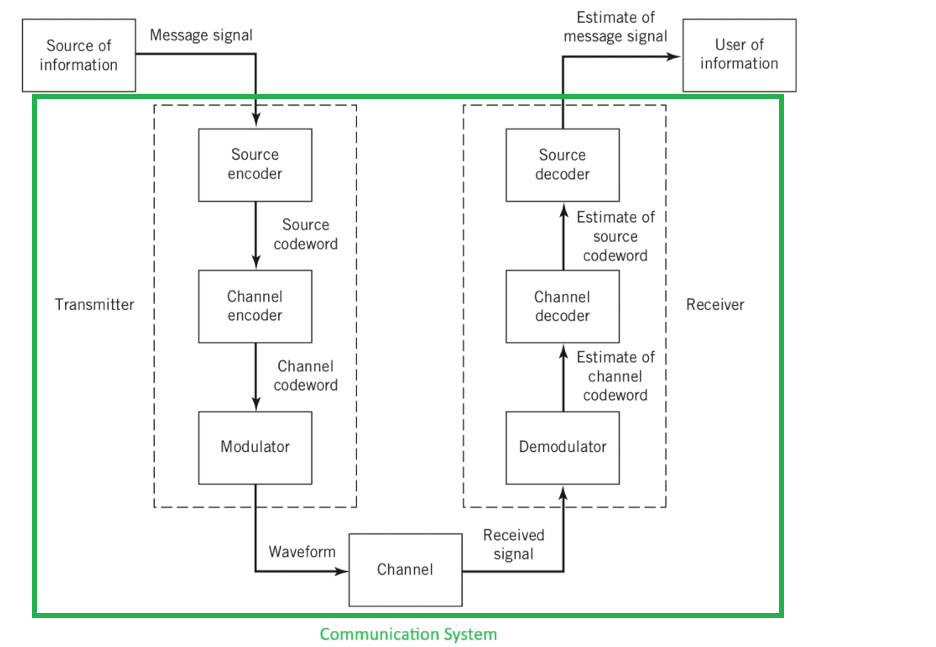 Source of
information
Message signal
Estimate of
message signal
User of
information
Source
encoder
Source
codeword
Transmitter
Channel
encoder
Channel
codeword
Modulator
Waveform
Channel
Received
signal
Demodulator
Estimate of
channel
codeword
Channel
decoder
Receiver
Estimate of
source
codeword
Source
decoder
Communication System